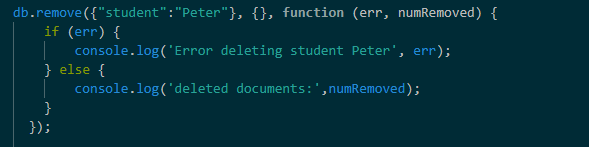 db.remove({"student":"Peter"}, {}, function (err, numRemoved) {
    if (err) {
        console.log('Error deleting student Peter', err);
    } else {
        console.log('deleted documents:',numRemoved);
    }
  });